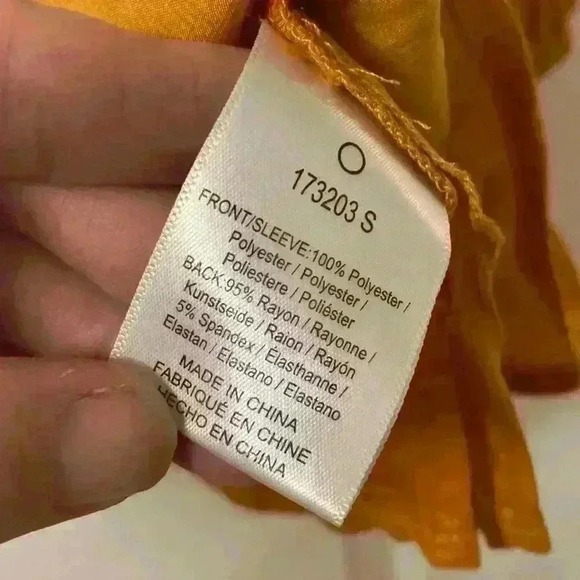 173203 S
FRONT/SLEEVE:100% Polyester /
Polyester / Polyester /
Poliestere / Poliéster
BACK:95% Rayon / Rayonne /
Kunstseide / Raion / Rayón
5% Spandex / Élasthanne /
Elastan / Elastano / Elastano
MADE IN CHINA
FABRIQUÉ EN CHINE
HECHO EN CHINA